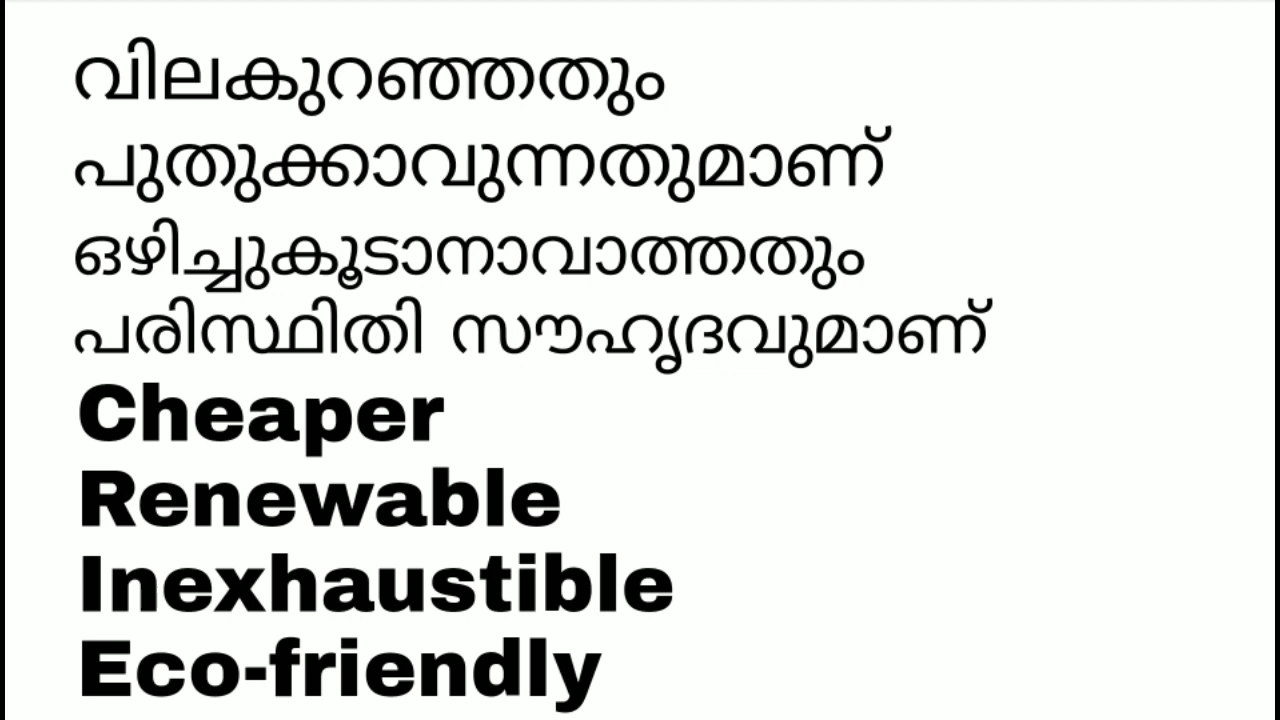 വിലകുറഞ്ഞതും
പുതുക്കാവുന്നതുമാണ്
ഒഴിച്ചുകൂടാനാവാത്തതും
പരിസ്ഥിതി സൗഹൃദവുമാണ്
Cheaper
Renewable
Inexhaustible
Eco-friendly